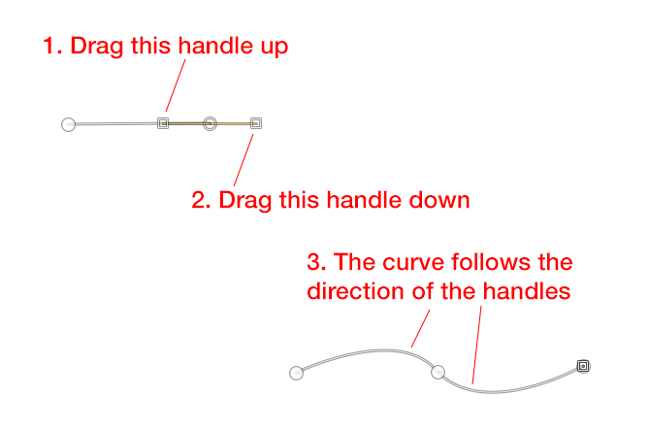 1. Drag this handle up
2. Drag this handle down
3. The curve follows the
direction of the handles